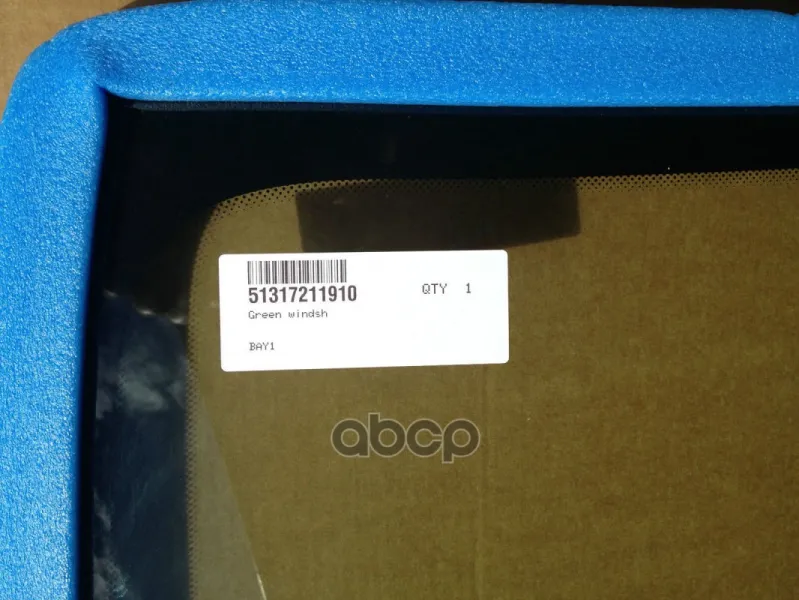 51317211910
QTY 1
Green windsh
BAY1
abcp